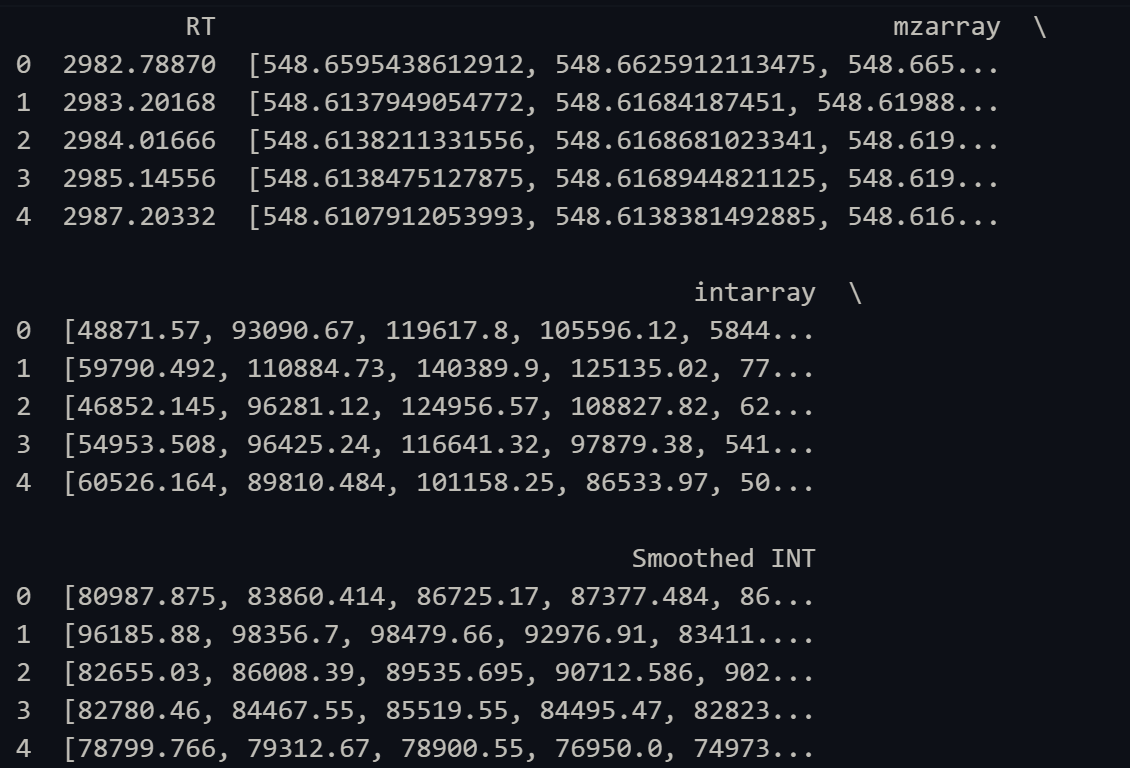 RT mzarray \
0 2982.78870 [548.6595438612912, 548.6625912113475, 548.665...
1 2983.20168 [548.6137949054772, 548.61684187451, 548.61988...
2 2984.01666 [548.6138211331556, 548.6168681023341, 548.619...
3 2985.14556 [548.6138475127875, 548.6168944821125, 548.619...
4 2987.20332 [548.6107912053993, 548.6138381492885, 548.616...
intarray \
0 [48871.57, 93090.67, 119617.8, 105596.12, 5844...
1 [59790.492, 110884.73, 140389.9, 125135.02, 77...
2 [46852.145, 96281.12, 124956.57, 108827.82, 62...
3 [54953.508, 96425.24, 116641.32, 97879.38, 541...
4 [60526.164, 89810.484, 101158.25, 86533.97, 50...
Smoothed INT
0 [80987.875, 83860.414, 86725.17, 87377.484, 86...
1 [96185.88, 98356.7, 98479.66, 92976.91, 83411....
2 [82655.03, 86008.39, 89535.695, 90712.586, 902...
3 [82780.46, 84467.55, 85519.55, 84495.47, 82823...
4 [78799.766, 79312.67, 78900.55, 76950.0, 74973...